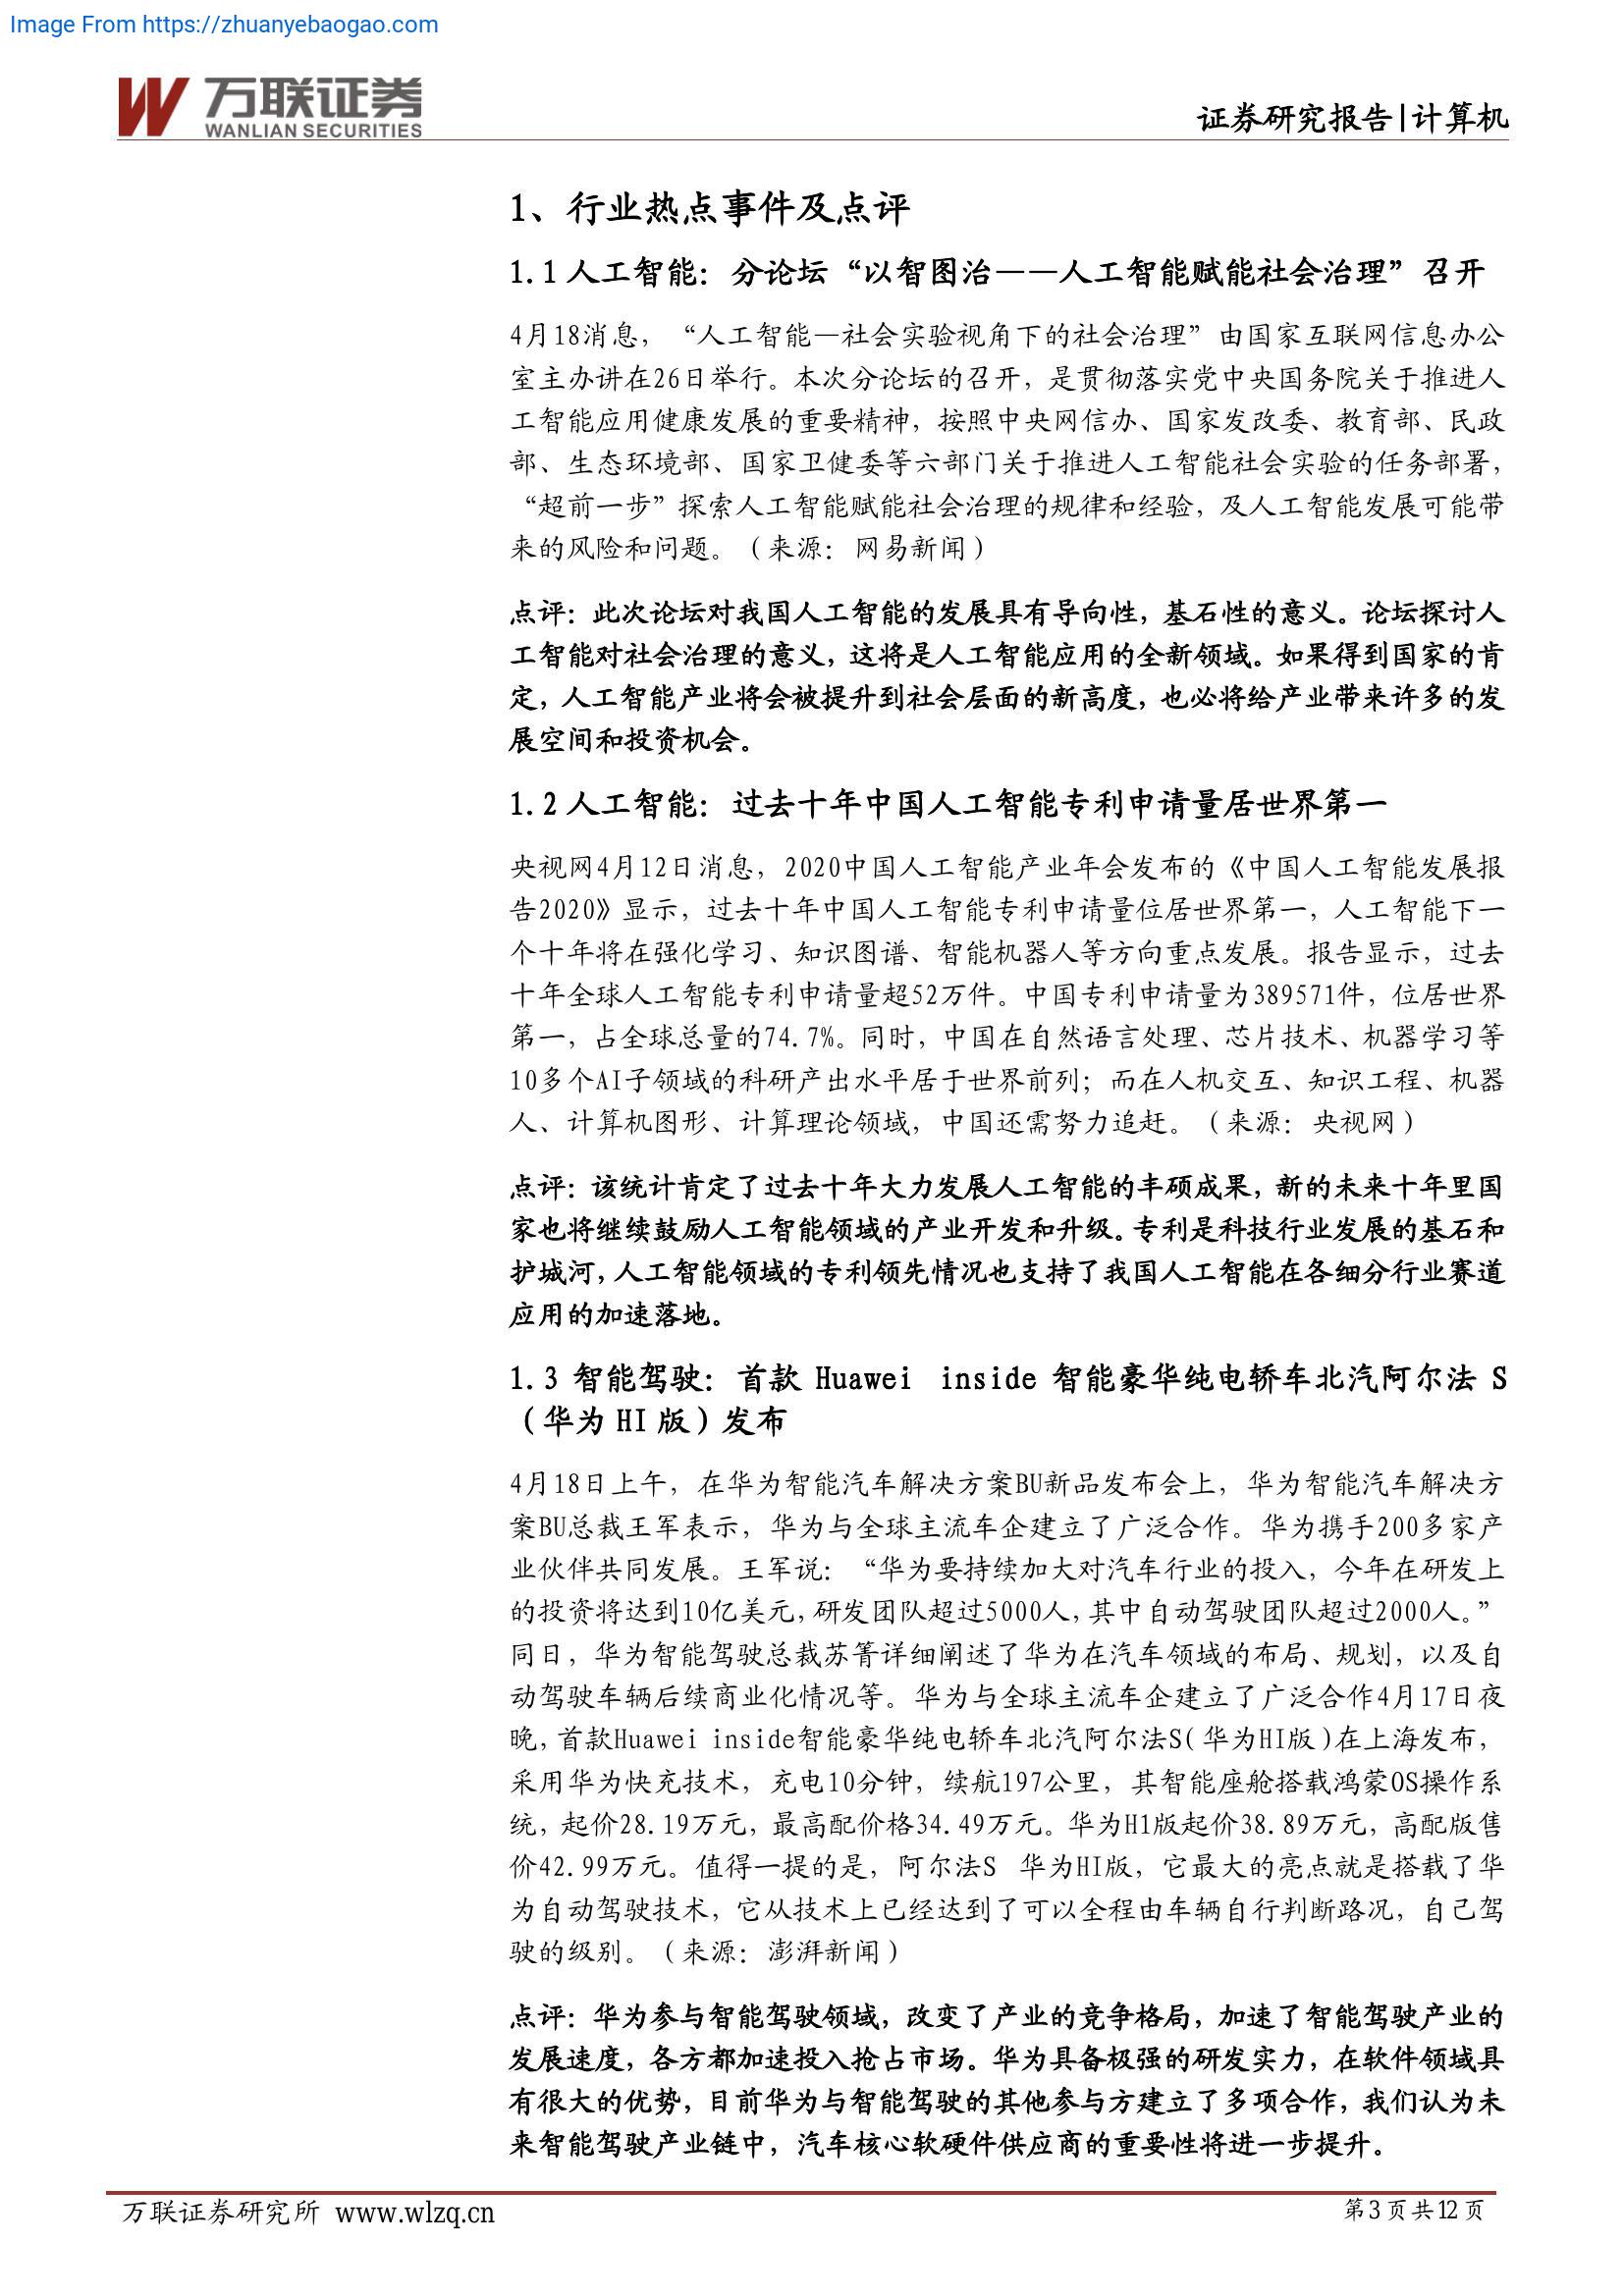 Image From https://zhuanyebaogao.com
万联证券
WANLIAN SECURITIES
证券研究报告|计算机
1、行业热点事件及点评
1.1 人工智能：分论坛“以智图治——人工智能赋能社会治理”召开
4月18消息，“人工智能—社会实验视角下的社会治理”由国家互联网信息办公
室主办讲在26日举行。本次分论坛的召开，是贯彻落实党中央国务院关于推进人
工智能应用健康发展的重要精神，按照中央网信办、国家发改委、教育部、民政
部、生态环境部、国家卫健委等六部门关于推进人工智能社会实验的任务部署，
“超前一步”探索人工智能赋能社会治理的规律和经验，及人工智能发展可能带
来的风险和问题。（来源：网易新闻）
点评：此次论坛对我国人工智能的发展具有导向性，基石性的意义。论坛探讨人
工智能对社会治理的意义，这将是人工智能应用的全新领域。如果得到国家的肯
定，人工智能产业将会被提升到社会层面的新高度，也必将给产业带来许多的发
展空间和投资机会。
1.2 人工智能：过去十年中国人工智能专利申请量居世界第一
央视网4月12日消息，2020中国人工智能产业年会发布的《中国人工智能发展报
告2020》显示，过去十年中国人工智能专利申请量位居世界第一，人工智能下一
个十年将在强化学习、知识图谱、智能机器人等方向重点发展。报告显示，过去
十年全球人工智能专利申请量超52万件。中国专利申请量为389571件，位居世界
第一，占全球总量的74.7%。同时，中国在自然语言处理、芯片技术、机器学习等
10多个AI子领域的科研产出水平居于世界前列；而在人机交互、知识工程、机器
人、计算机图形、计算理论领域，中国还需努力追赶。（来源：央视网）
点评：该统计肯定了过去十年大力发展人工智能的丰硕成果，新的未来十年里国
家也将继续鼓励人工智能领域的产业开发和升级。专利是科技行业发展的基石和
护城河，人工智能领域的专利领先情况也支持了我国人工智能在各细分行业赛道
应用的加速落地。
1.3 智能驾驶：首款 Huawei inside 智能豪华纯电轿车北汽阿尔法 S
（华为 HI 版）发布
4月18日上午，在华为智能汽车解决方案BU新品发布会上，华为智能汽车解决方
案BU总裁王军表示，华为与全球主流车企建立了广泛合作。华为携手200多家产
业伙伴共同发展。王军说：“华为要持续加大对汽车行业的投入，今年在研发上
的投资将达到10亿美元，研发团队超过5000人，其中自动驾驶团队超过2000人。”
同日，华为智能驾驶总裁苏箐详细阐述了华为在汽车领域的布局、规划，以及自
动驾驶车辆后续商业化情况等。华为与全球主流车企建立了广泛合作4月17日夜
晚，首款Huawei inside智能豪华纯电轿车北汽阿尔法S（华为HI版）在上海发布，
采用华为快充技术，充电10分钟，续航197公里，其智能座舱搭载鸿蒙OS操作系
统，起价28.19万元，最高配价格34.49万元。华为H1版起价38.89万元，高配版售
价42.99万元。值得一提的是，阿尔法S 华为HI版，它最大的亮点就是搭载了华
为自动驾驶技术，它从技术上已经达到了可以全程由车辆自行判断路况，自己驾
驶的级别。（来源：澎湃新闻）
点评：华为参与智能驾驶领域，改变了产业的竞争格局，加速了智能驾驶产业的
发展速度，各方都加速投入抢占市场。华为具备极强的研发实力，在软件领域具
有很大的优势，目前华为与智能驾驶的其他参与方建立了多项合作，我们认为未
来智能驾驶产业链中，汽车核心软硬件供应商的重要性将进一步提升。
万联证券研究所 www.wlzq.cn
第 3 页 共 12 页